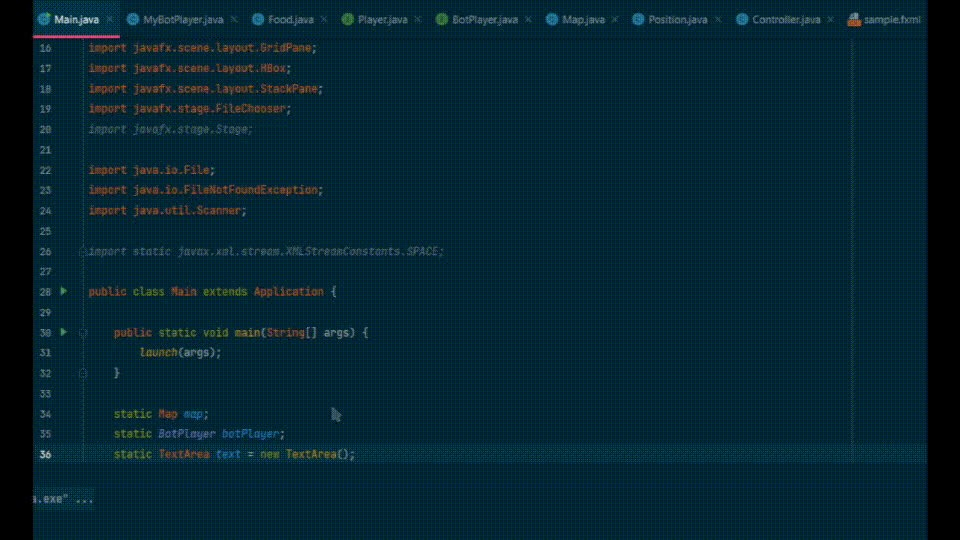 Main.java MyBotPlayer.java Food.java Player.java BotPlayer.java Map.java Position.java Controller.java sample.fxml
16 import javafx.scene.layout.GridPane;
17 import javafx.scene.layout.HBox;
18 import javafx.scene.layout.StackPane;
19 import javafx.stage.FileChooser;
20 import javafx.stage.Stage;
21
22 import java.io.File;
23 import java.io.FileNotFoundException;
24 import java.util.Scanner;
25
26 import static javax.xml.stream.XMLStreamConstants.SPACE;
27
28 public class Main extends Application {
29
30 public static void main(String[] args) {
31 launch(args);
32 }
33
34 static Map map;
35 static BotPlayer botPlayer;
36 static TextArea text = new TextArea();
a.exe" ...